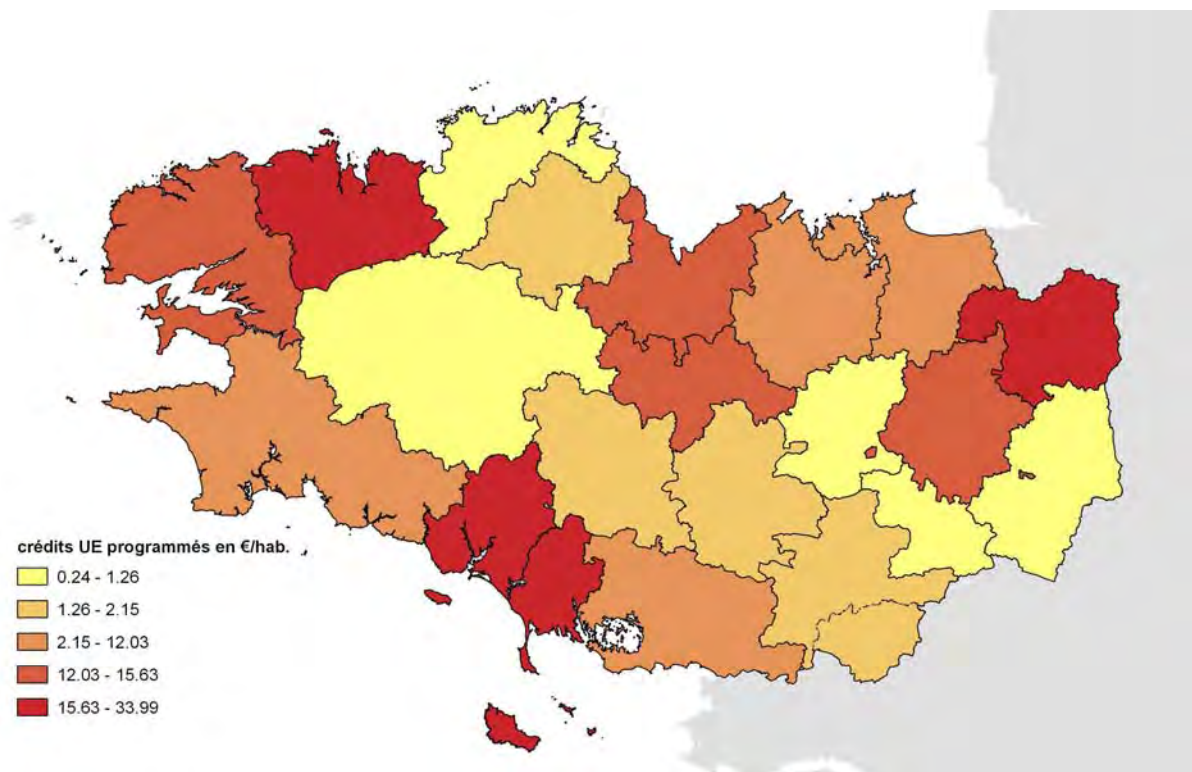 crédits UE programmés en €/hab.
0.24 - 1.26
1.26 - 2.15
2.15 - 12.03
12.03 - 15.63
15.63 - 33.99